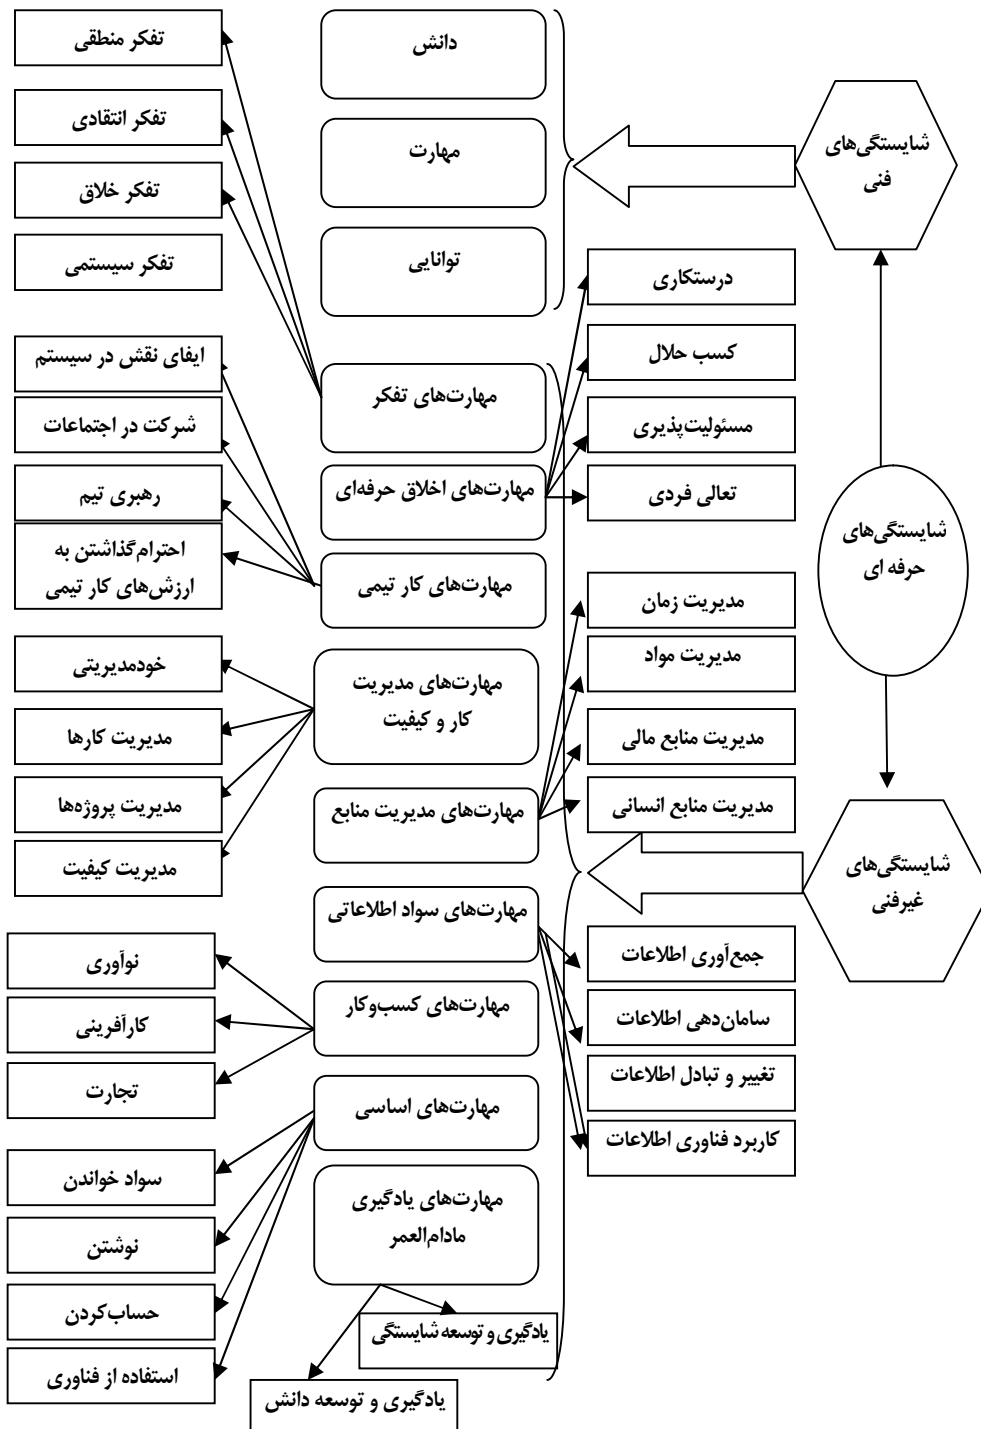 شایستگی‌های
حرفه ای
شایستگی‌های
فنی
دانش
مهارت
توانایی
شایستگی‌های
غیرفنی
مهارت‌های تفکر
تفکر منطقی
تفکر انتقادی
تفکر خلاق
تفکر سیستمی
مهارت‌های اخلاق حرفه‌ای
درستکاری
کسب حلال
مسئولیت‌پذیری
تعالی فردی
مهارت‌های کار تیمی
ایفای نقش در سیستم
شرکت در اجتماعات
رهبری تیم
احترام‌گذاشتن به
ارزش‌های کار تیمی
مهارت‌های مدیریت
کار و کیفیت
خودمدیریتی
مدیریت کارها
مدیریت پروژه‌ها
مدیریت کیفیت
مهارت‌های مدیریت منابع
مدیریت زمان
مدیریت مواد
مدیریت منابع مالی
مدیریت منابع انسانی
مهارت‌های سواد اطلاعاتی
جمع‌آوری اطلاعات
سامان‌دهی اطلاعات
تغییر و تبادل اطلاعات
کاربرد فناوری اطلاعات
مهارت‌های کسب‌وکار
نوآوری
کارآفرینی
تجارت
مهارت‌های اساسی
سواد خواندن
نوشتن
حساب‌کردن
استفاده از فناوری
مهارت‌های یادگیری
مادام‌العمر
یادگیری و توسعه شایستگی
یادگیری و توسعه دانش